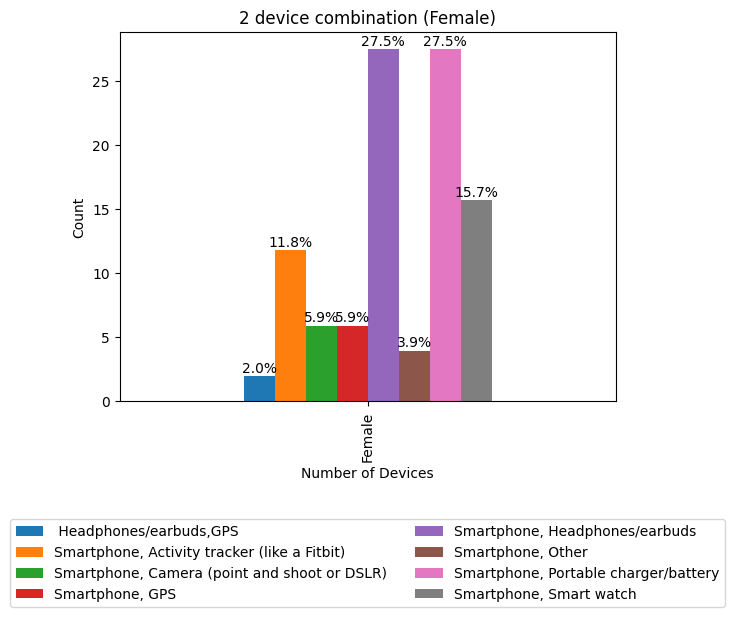 2 device combination (Female)
27.5% 27.5%
25
20
15.7%
15
11.8%
10
5.9% 5.9%
5
3.9%
2.0%
0
Count
Female
Number of Devices
Headphones/earbuds,GPS
Smartphone, Activity tracker (like a Fitbit)
Smartphone, Camera (point and shoot or DSLR)
Smartphone, GPS
Smartphone, Headphones/earbuds
Smartphone, Other
Smartphone, Portable charger/battery
Smartphone, Smart watch